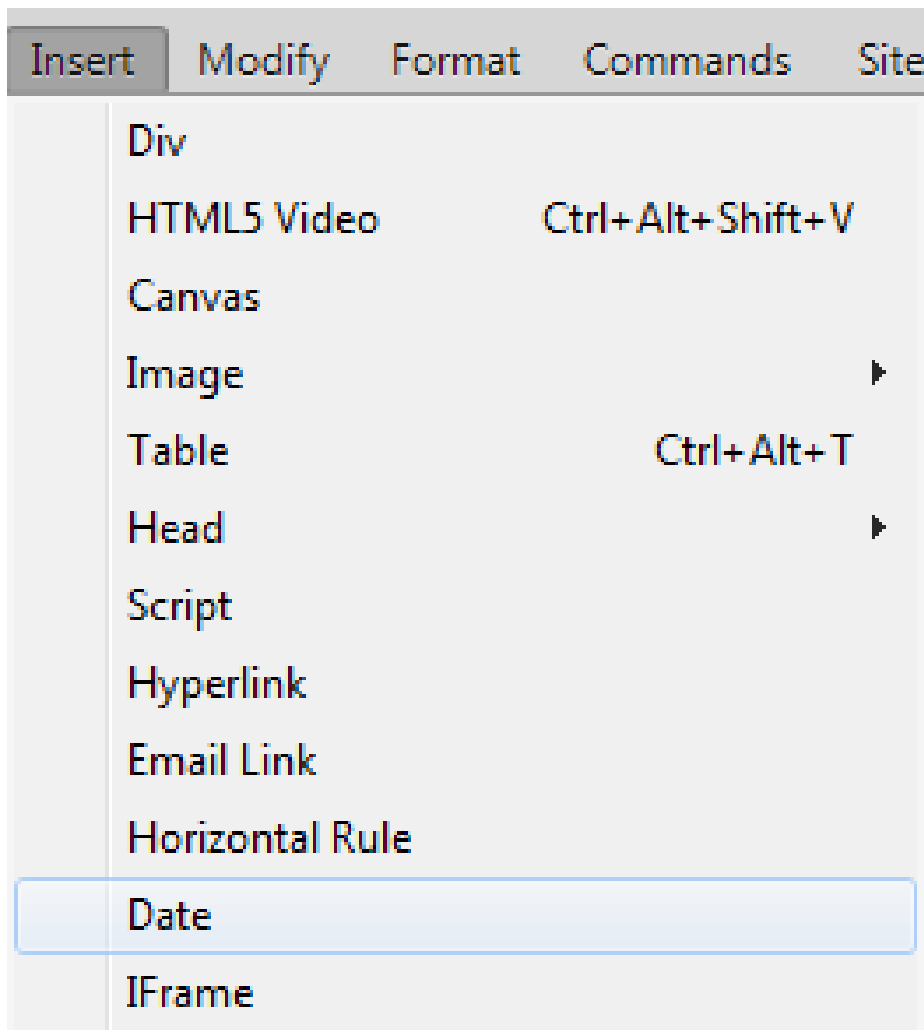 Insert Modify Format Commands Site
Div
HTML5 Video Ctrl+Alt+Shift+V
Canvas
Image
Table Ctrl+Alt+T
Head
Script
Hyperlink
Email Link
Horizontal Rule
Date
IFrame